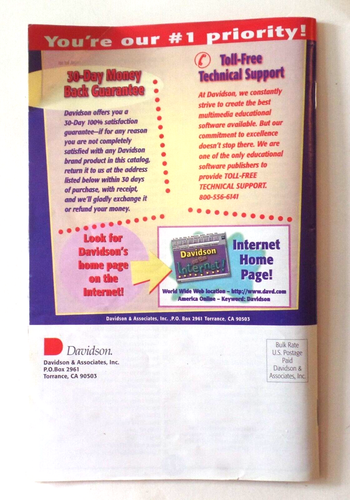 You're our #1 priority!
30-Day Money
Back Guarantee
Davidson offers you a
30-Day 100% satisfaction
guarantee—if for any reason
you are not completely
satisfied with any Davidson
brand product in this catalog,
return it to us at the address
listed below within 30 days
of purchase, with receipt,
and we'll gladly exchange it
or refund your money.
Toll-Free
Technical Support
At Davidson, we constantly
strive to create the best
multimedia educational
software available. But our
commitment to excellence
doesn't stop there. We are
one of the only educational
software publishers to
provide TOLL-FREE
TECHNICAL SUPPORT.
800-556-6141
Look for
Davidson's
home page
on the
Internet!
Davidson
Internet!
Internet
Home
Page!
World Wide Web location – http://www.davd.com
America Online – Keyword: Davidson
Davidson & Associates, Inc. ,P.O. Box 2961 Torrance, CA 90503
Davidson.
Davidson & Associates, Inc.
P.O.Box 2961
Torrance, CA 90503
Bulk Rate
U.S. Postage
Paid
Davidson &
Associates, Inc.